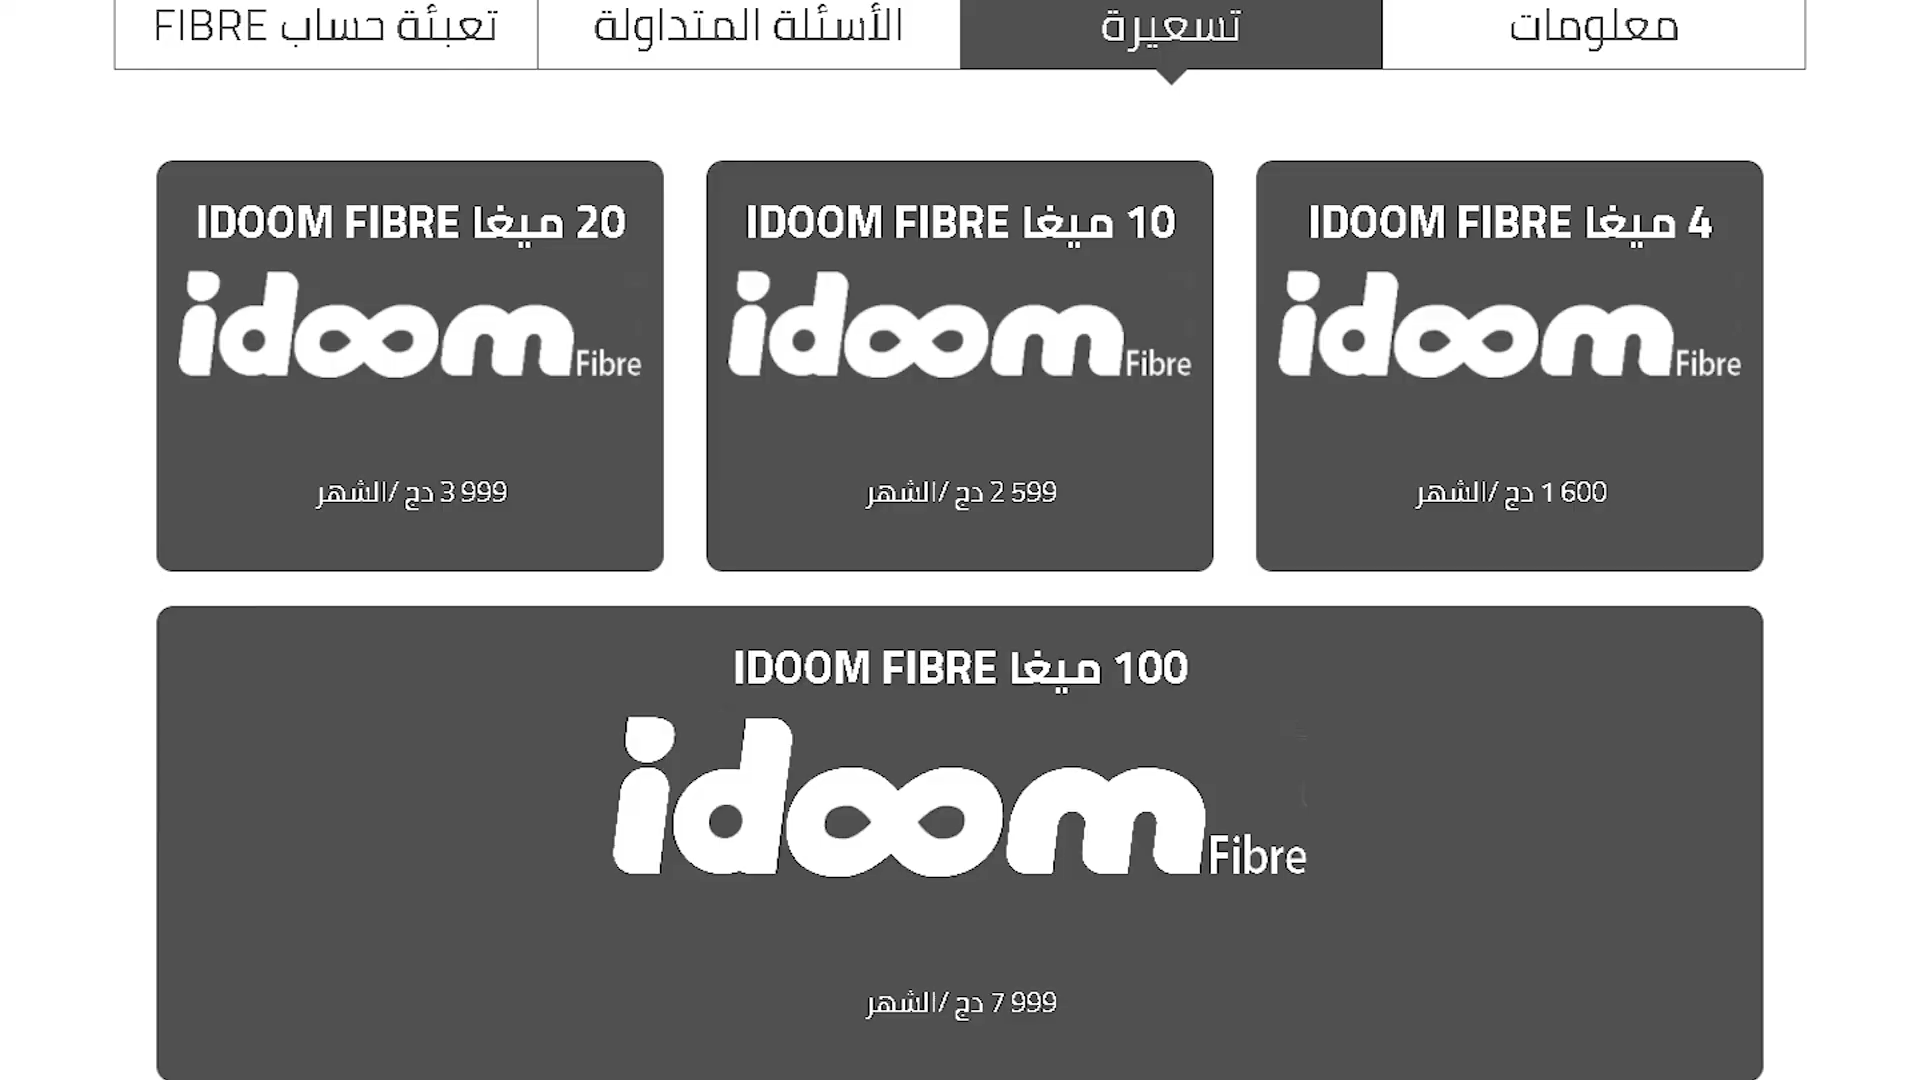 معلومات
تسعيرة
الأسئلة المتداولة
تعبئة حساب FIBRE
4 ميغا IDOOM FIBRE
idoom Fibre
1 600 دج /الشهر
10 ميغا IDOOM FIBRE
idoom Fibre
2 599 دج /الشهر
20 ميغا IDOOM FIBRE
idoom Fibre
3 999 دج /الشهر
100 ميغا IDOOM FIBRE
idoom Fibre
7 999 دج /الشهر